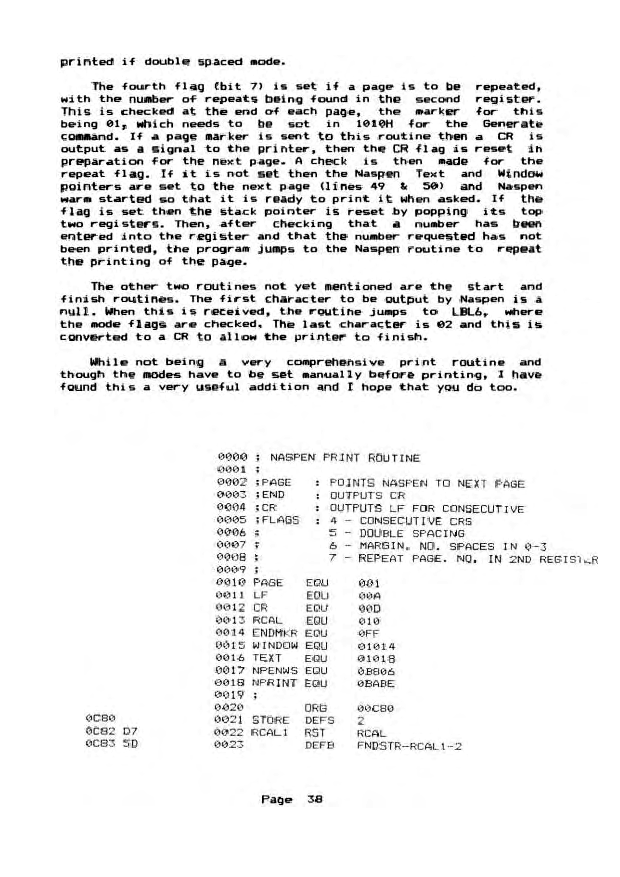 printed if double spaced mode.
The fourth flag (bit 7) is set if a page is to be repeated,
with the number of repeats being found in the second register.
This is checked at the end of each page, the marker for this
being 01, which needs to be set in 1010H for the Generate
command. If a page marker is sent to this routine then a CR is
output as a signal to the printer, then the CR flag is reset in
preparation for the next page. A check is then made for the
repeat flag. If it is not set then the Naspen Text and Window
pointers are set to the next page (lines 49 & 50) and Naspen
warm started so that it is ready to print it when asked. If the
flag is set then the stack pointer is reset by popping its top
two registers. Then, after checking that a number has been
entered into the register and that the number requested has not
been printed, the program jumps to the Naspen routine to repeat
the printing of the page.
The other two routines not yet mentioned are the start and
finish routines. The first character to be output by Naspen is a
null. When this is received, the routine jumps to LBL6, where
the mode flags are checked. The last character is 02 and this is
converted to a CR to allow the printer to finish.
While not being a very comprehensive print routine and
though the modes have to be set manually before printing, I have
found this a very useful addition and I hope that you do too.
0000 ; NASPEN PRINT ROUTINE
0001 ;
0002 ;PAGE : POINTS NASPEN TO NEXT PAGE
0003 ;END : OUTPUTS CR
0004 ;CR : OUTPUTS LF FOR CONSECUTIVE
0005 ;FLAGS : 4 - CONSECUTIVE CRS
0006 ; 5 - DOUBLE SPACING
0007 ; 6 - MARGIN. NO. SPACES IN 0-3
0008 ; 7 - REPEAT PAGE. NO. IN 2ND REGISTER
0009 ;
0010 PAGE EQU 001
0011 LF EQU 00A
0012 CR EQU 00D
0013 RCAL EQU 010
0014 ENDMKR EQU 0FF
0015 WINDOW EQU 01014
0016 TEXT EQU 01018
0017 NPENWS EQU 0B806
0018 NPRINT EQU 0BABE
0019 ;
0020 ORG 00C80
0C80 0021 STORE DEFS 2
0C82 D7 0022 RCAL1 RST RCAL
0C83 5D 0023 DEFB FNDSTR-RCAL1-2
Page 38